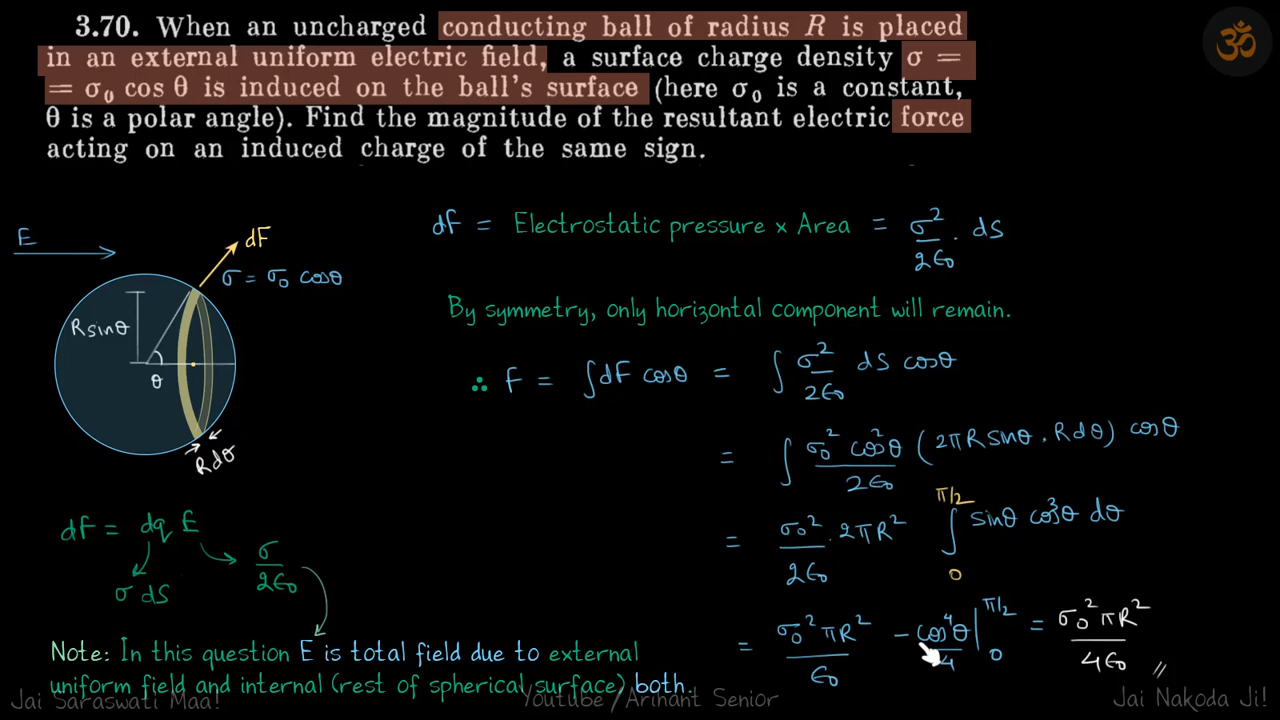 3.70. When an uncharged conducting ball of radius R is placed
in an external uniform electric field, a surface charge density σ =
= σ₀ cos θ is induced on the ball's surface (here σ₀ is a constant,
θ is a polar angle). Find the magnitude of the resultant electric force
acting on an induced charge of the same sign.
E
dF
σ = σ₀ cosθ
Rsinθ
θ
Rdθ
dF = dq E
σ dS
σ/2ε₀
Note: In this question E is total field due to external
uniform field and internal (rest of spherical surface) both.
dF = Electrostatic pressure × Area = σ²/2ε₀ . dS
By symmetry, only horizontal component will remain.
∴ F = ∫dF cosθ = ∫ σ²/2ε₀ dS cosθ
= ∫ σ₀² cos²θ/2ε₀ (2πRsinθ . Rdθ) cosθ
= σ₀²/2ε₀ . 2πR² ∫₀^π/2 sinθ cos³θ dθ
= σ₀² πR²/ε₀ - cos⁴θ/4 |₀^π/2 = σ₀² πR²/4ε₀ //
Jai Saraswati Maa! Youtube/Arihant Senior Jai Nakoda Ji!
ॐ